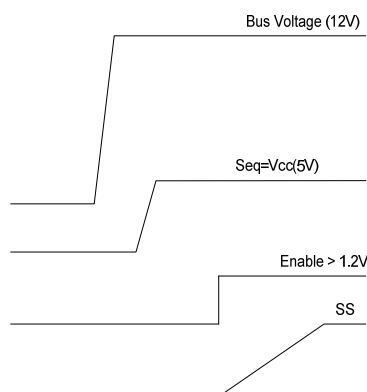 Bus Voltage (12V)
Seq=Vcc(5V)
Enable > 1.2V
SS